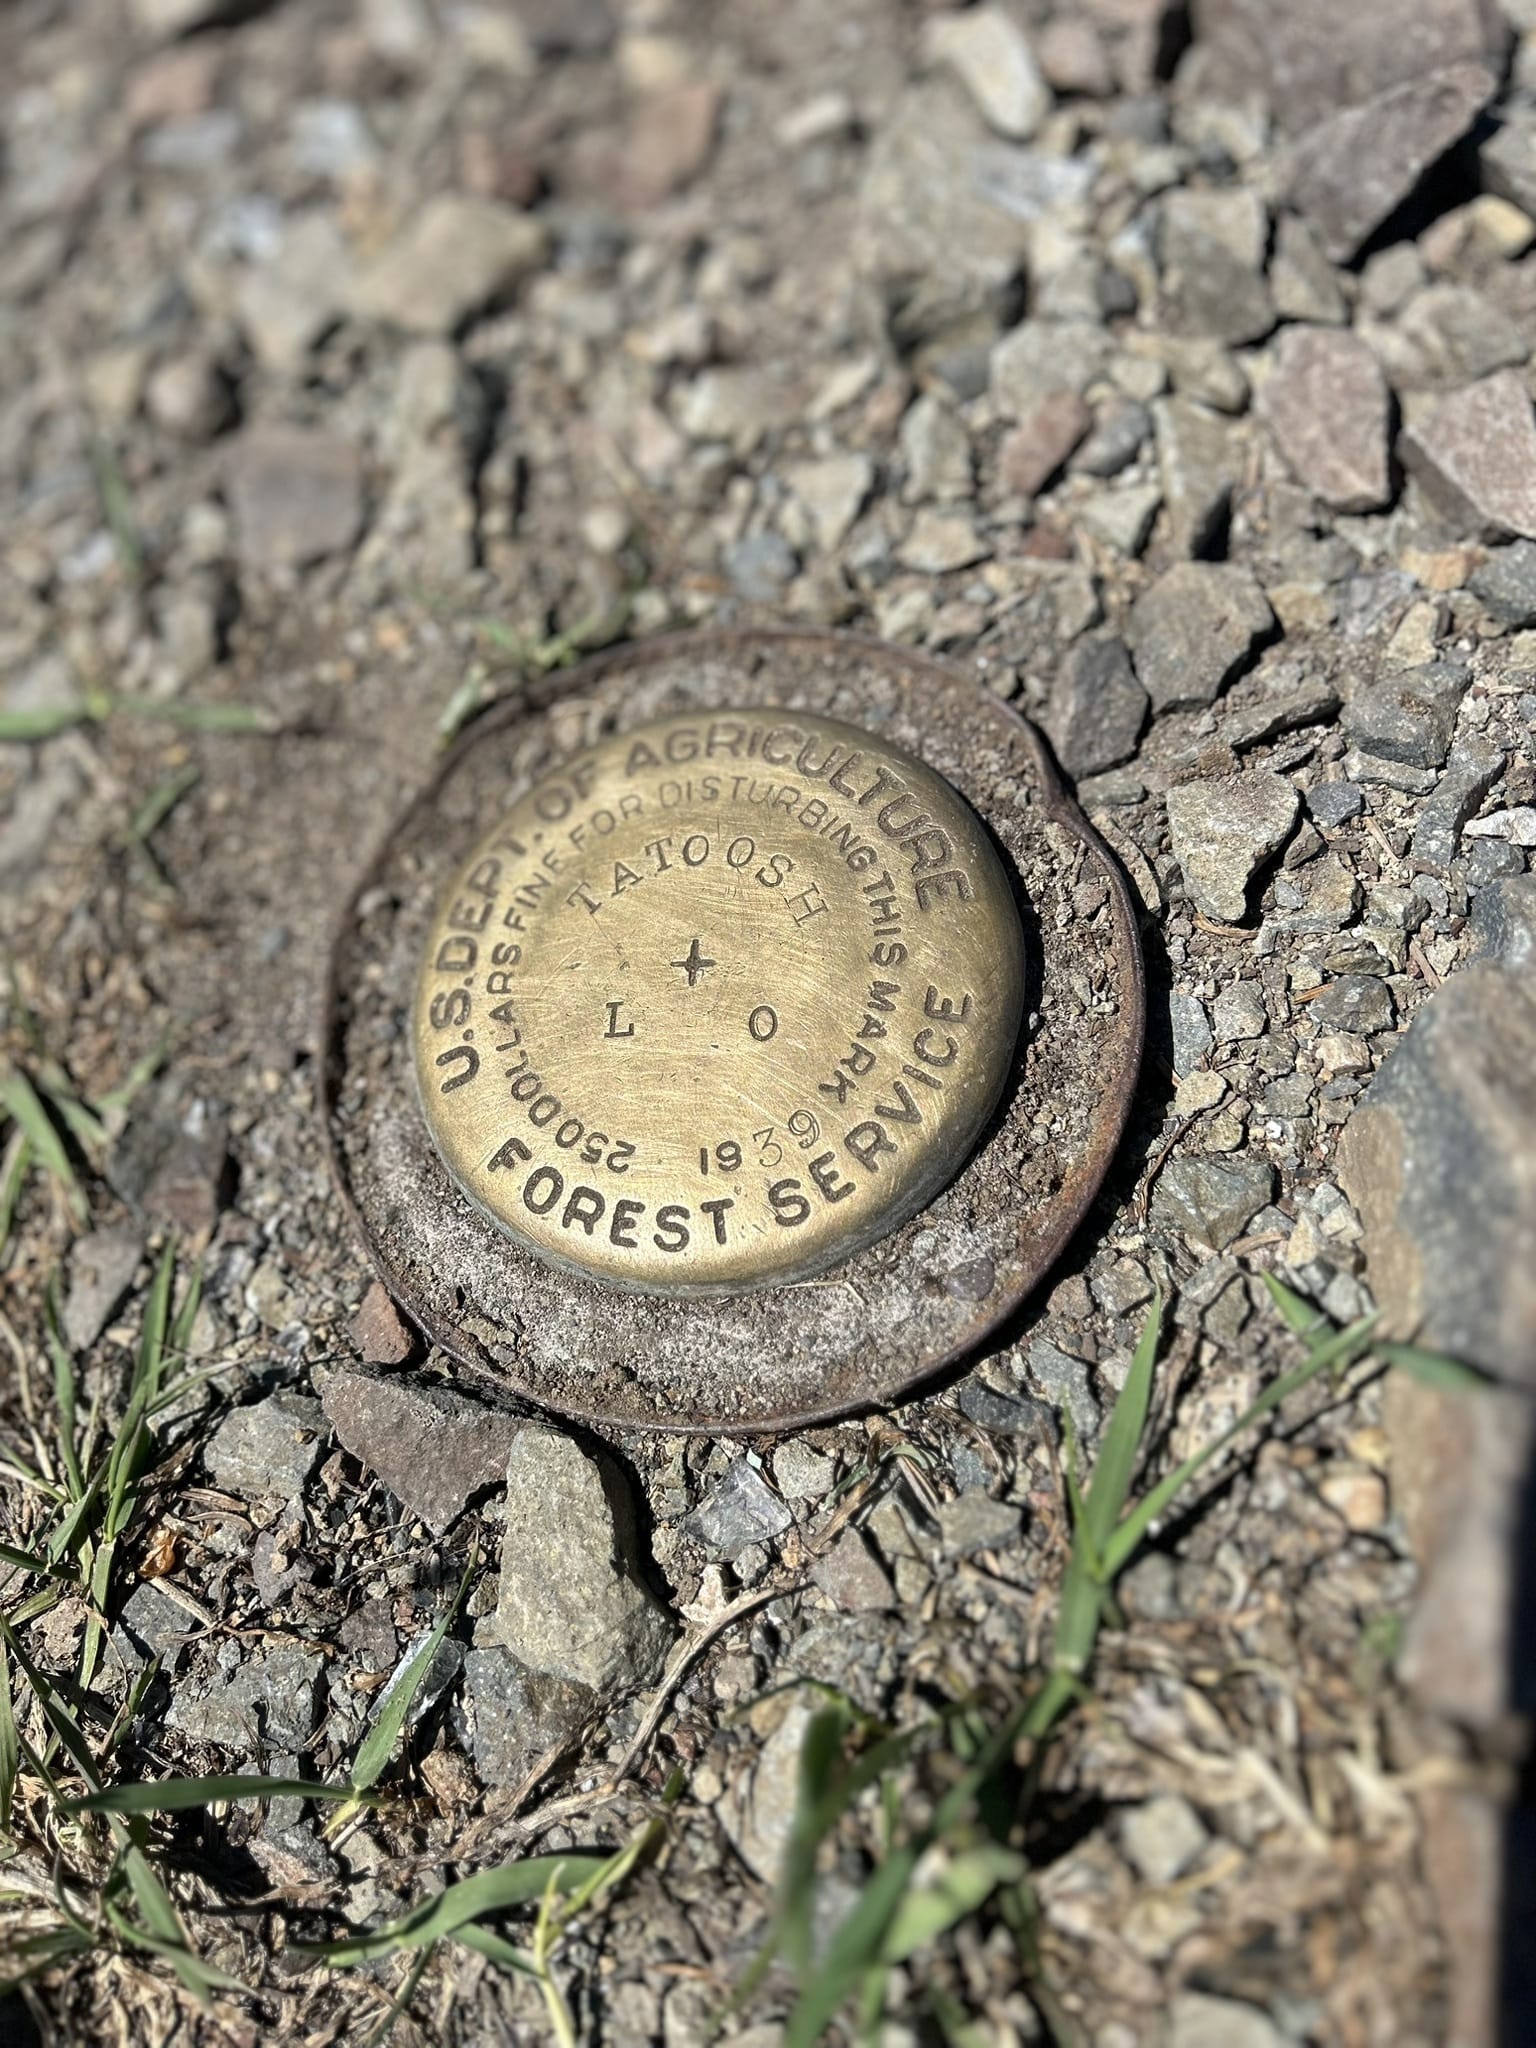 U.S. DEPT. OF AGRICULTURE
FOREST SERVICE
250 DOLLARS FINE FOR DISTURBING THIS MARK
TATOOSH
+
L O
1939